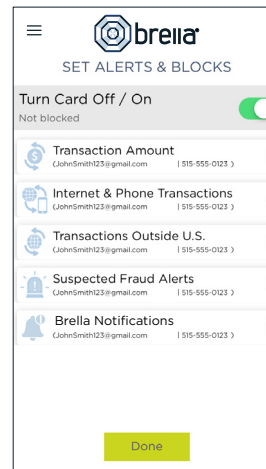 brella
SET ALERTS & BLOCKS
Turn Card Off / On
Not blocked
Transaction Amount
(JohnSmith123@gmail.com | 515-555-0123 )
Internet & Phone Transactions
(JohnSmith123@gmail.com | 515-555-0123 )
Transactions Outside U.S.
(JohnSmith123@gmail.com | 515-555-0123 )
Suspected Fraud Alerts
(JohnSmith123@gmail.com | 515-555-0123 )
Brella Notifications
(JohnSmith123@gmail.com | 515-555-0123 )
Done